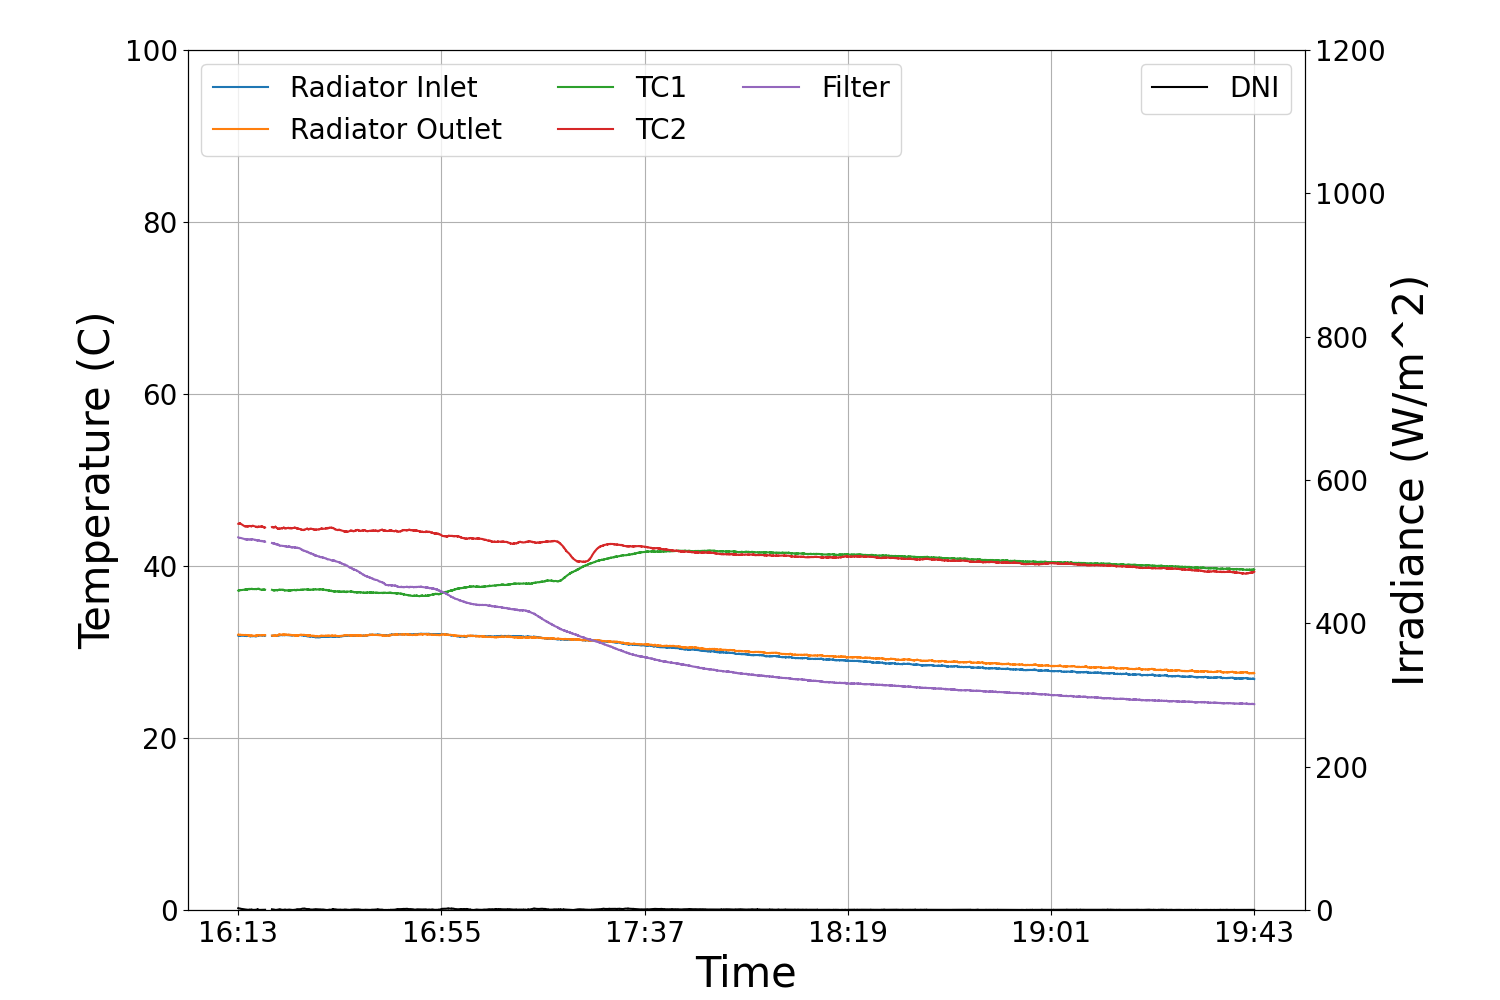 100
80
60
40
20
0
Temperature (C)
Radiator Inlet
Radiator Outlet
TC1
TC2
Filter
DNI
1200
1000
800
600
400
200
0
Irradiance (W/m^2)
16:13 16:55 17:37 18:19 19:01 19:43
Time